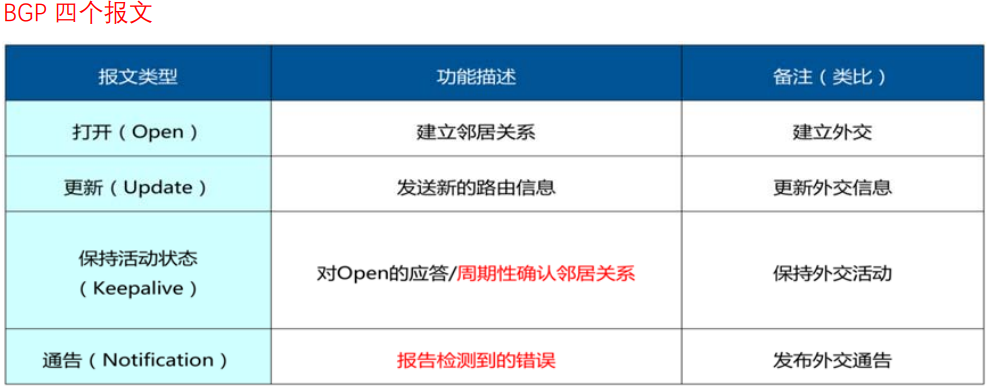 BGP 四个报文
报文类型 功能描述 备注（类比）
打开（Open） 建立邻居关系 建立外交
更新（Update） 发送新的路由信息 更新外交信息
保持活动状态
（Keepalive） 对Open的应答/周期性确认邻居关系 保持外交活动
通告（Notification） 报告检测到的错误 发布外交通告